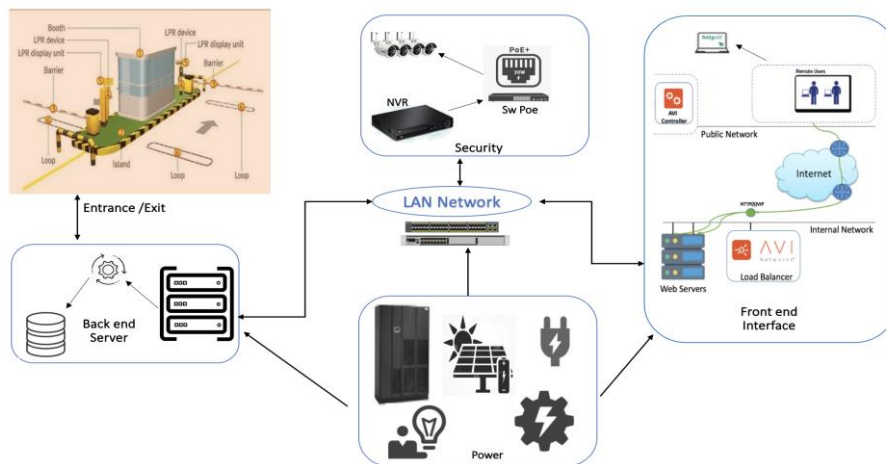 Booth
LPR device
LPR display unit
Barrier
LPR device
LPR display unit
Barrier
Loop
Island
Loop
Loop
Entrance /Exit
Back end
Server
NVR
PoE+
30W
Sw Poe
Security
LAN Network
Power
Remote Users
AVI
Controller
Public Network
Internet
HTTP(S) VIP
Internal Network
Web Servers
AVI
Networks
Load Balancer
Front end
Interface